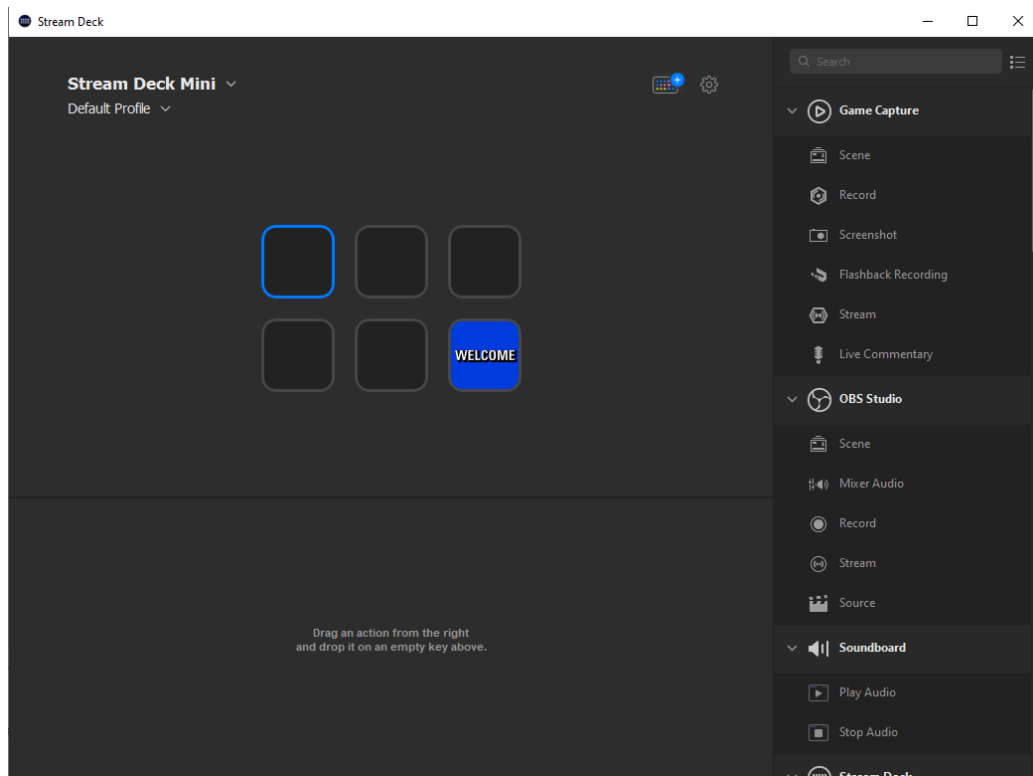 Stream Deck
Stream Deck Mini
Default Profile
WELCOME
Drag an action from the right
and drop it on an empty key above.
Search
Game Capture
Scene
Record
Screenshot
Flashback Recording
Stream
Live Commentary
OBS Studio
Scene
Mixer Audio
Record
Stream
Source
Soundboard
Play Audio
Stop Audio
Stream Deck